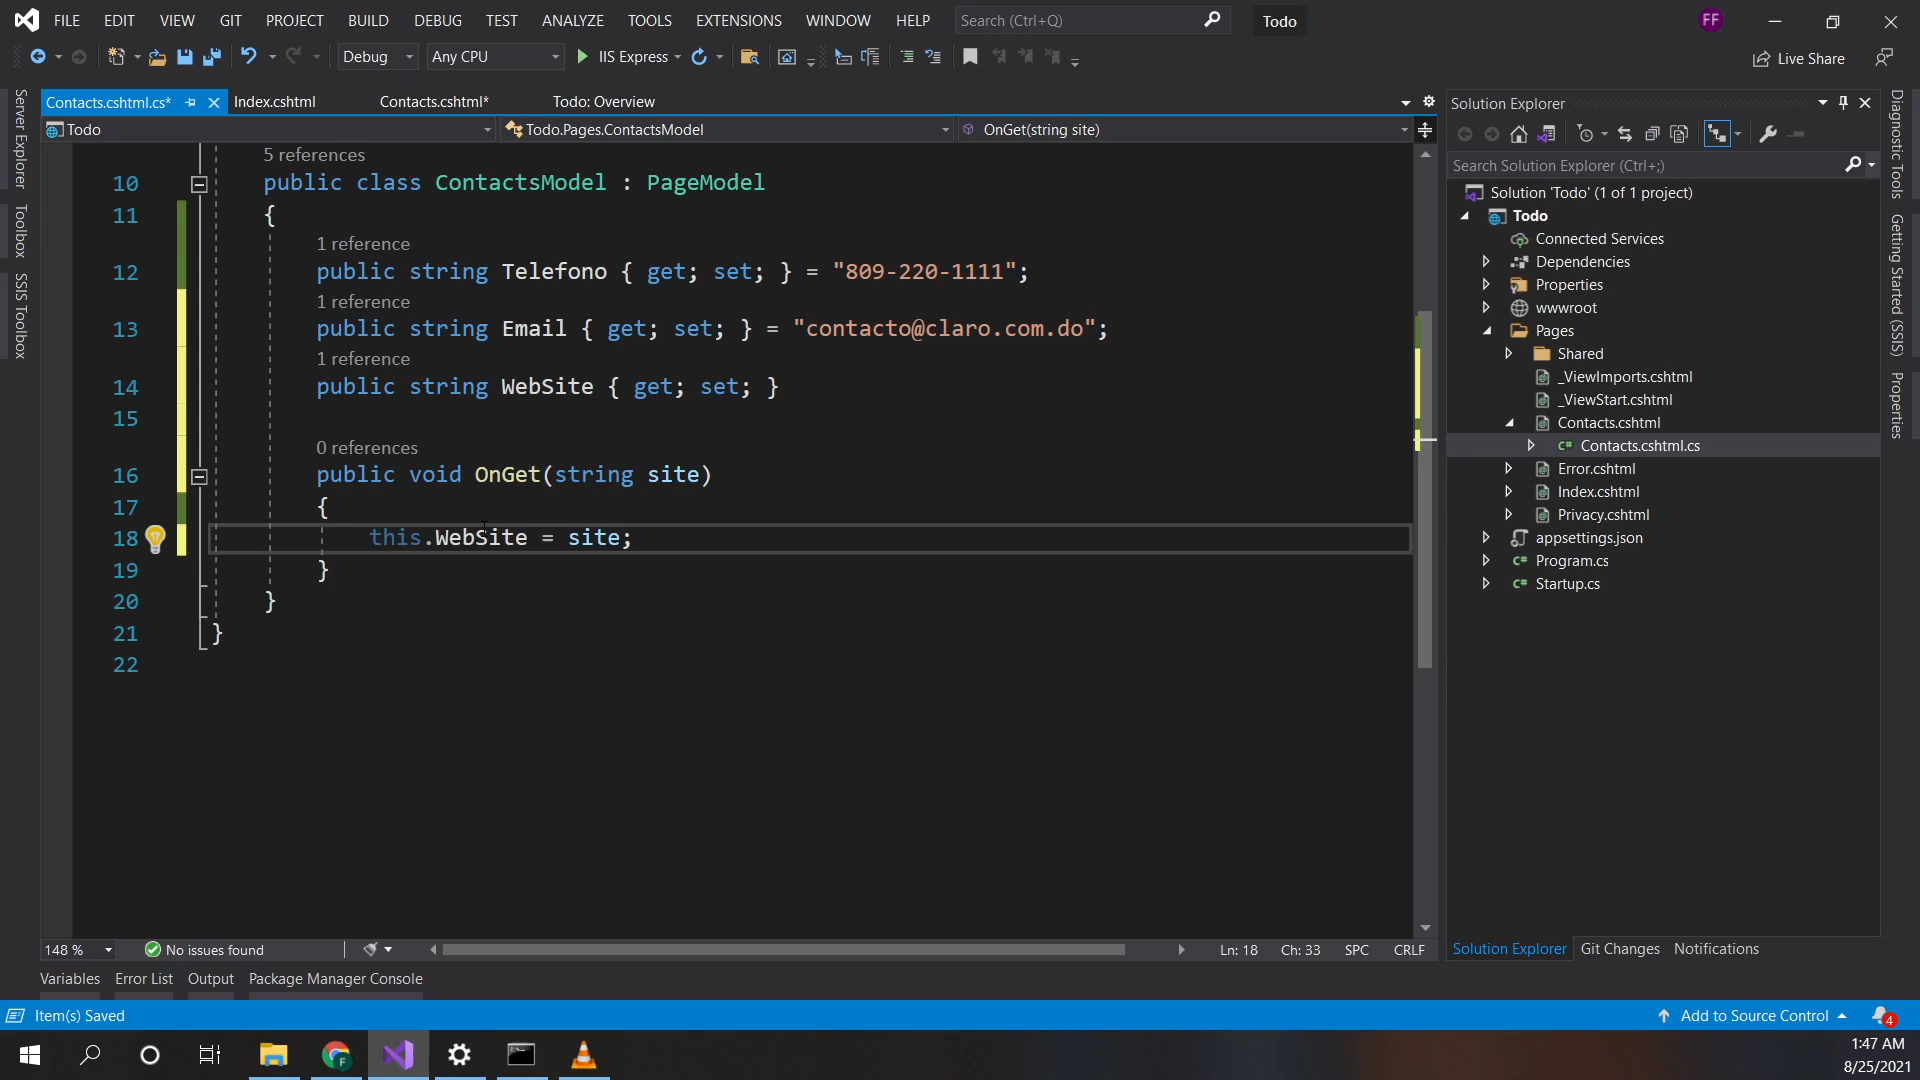 FILE EDIT VIEW GIT PROJECT BUILD DEBUG TEST ANALYZE TOOLS EXTENSIONS WINDOW HELP Search (Ctrl+Q) Todo FF
Debug Any CPU IIS Express Live Share
Server Explorer
Toolbox
SSIS Toolbox
Contacts.cshtml.cs* Index.cshtml Contacts.cshtml* Todo: Overview
Todo Todo.Pages.ContactsModel OnGet(string site)
5 references
10 public class ContactsModel : PageModel
11 {
1 reference
12 public string Telefono { get; set; } = "809-220-1111";
1 reference
13 public string Email { get; set; } = "contacto@claro.com.do";
1 reference
14 public string WebSite { get; set; }
15
0 references
16 public void OnGet(string site)
17 {
18 this.WebSite = site;
19 }
20 }
21 }
22
148 % No issues found Ln: 18 Ch: 33 SPC CRLF
Solution Explorer
Search Solution Explorer (Ctrl+;)
Solution 'Todo' (1 of 1 project)
Todo
Connected Services
Dependencies
Properties
wwwroot
Pages
Shared
_ViewImports.cshtml
_ViewStart.cshtml
Contacts.cshtml
C# Contacts.cshtml.cs
Error.cshtml
Index.cshtml
Privacy.cshtml
appsettings.json
C# Program.cs
C# Startup.cs
Solution Explorer Git Changes Notifications
Diagnostic Tools
Getting Started (SSIS)
Properties
Variables Error List Output Package Manager Console
Item(s) Saved Add to Source Control 4
F
1:47 AM
8/25/2021